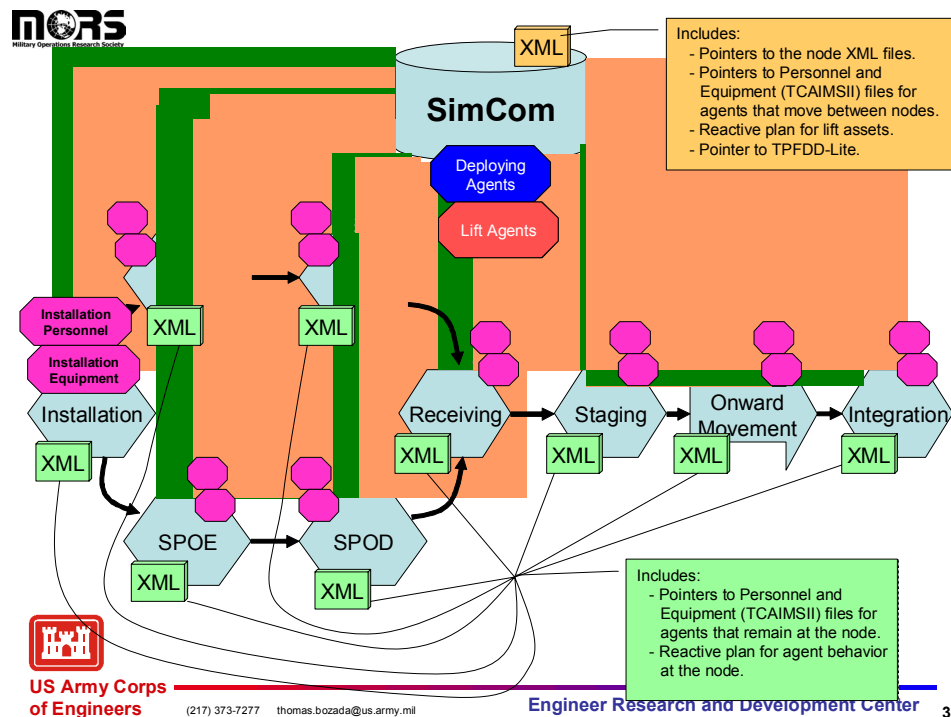 MORS
Military Operations Research Society
XML
SimCom
Includes:
- Pointers to the node XML files.
- Pointers to Personnel and
Equipment (TCAIMSII) files for
agents that move between nodes.
- Reactive plan for lift assets.
- Pointer to TPFDD-Lite.
Deploying
Agents
Lift Agents
Installation
Personnel
XML
XML
Installation
Equipment
Installation
Receiving
Staging
Onward
Movement
Integration
XML
XML
XML
XML
XML
SPOE
SPOD
XML
XML
Includes:
- Pointers to Personnel and
Equipment (TCAIMSII) files for
agents that remain at the node.
- Reactive plan for agent behavior
at the node.
US Army Corps
of Engineers
(217) 373-7277 thomas.bozada@us.army.mil
Engineer Research and Development Center
3